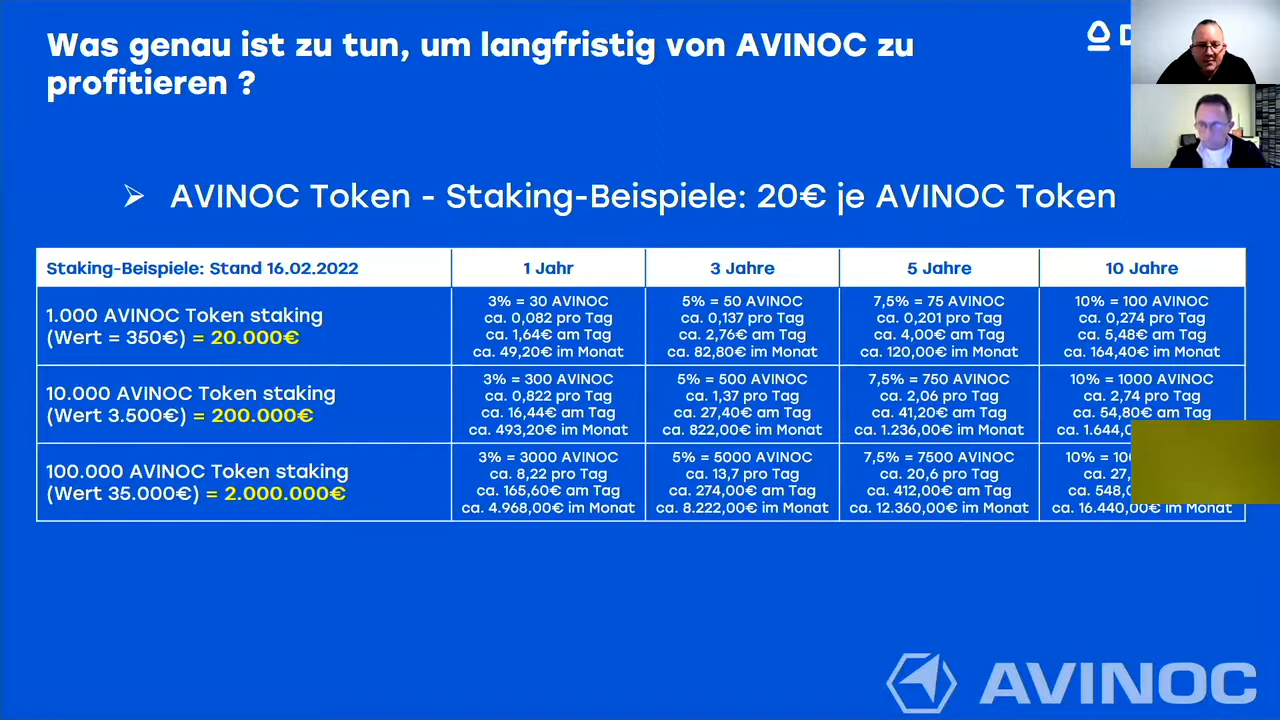 Was genau ist zu tun, um langfristig von AVINOC zu
profitieren ?
➢ AVINOC Token - Staking-Beispiele: 20€ je AVINOC Token
Staking-Beispiele: Stand 16.02.2022
1 Jahr
3 Jahre
5 Jahre
10 Jahre
1.000 AVINOC Token staking
(Wert = 350€) = 20.000€
3% = 30 AVINOC
ca. 0,082 pro Tag
ca. 1,64€ am Tag
ca. 49,20€ im Monat
5% = 50 AVINOC
ca. 0,137 pro Tag
ca. 2,76€ am Tag
ca. 82,80€ im Monat
7,5% = 75 AVINOC
ca. 0,201 pro Tag
ca. 4,00€ am Tag
ca. 120,00€ im Monat
10% = 100 AVINOC
ca. 0,274 pro Tag
ca. 5,48€ am Tag
ca. 164,40€ im Monat
10.000 AVINOC Token staking
(Wert 3.500€) = 200.000€
3% = 300 AVINOC
ca. 0,822 pro Tag
ca. 16,44€ am Tag
ca. 493,20€ im Monat
5% = 500 AVINOC
ca. 1,37 pro Tag
ca. 27,40€ am Tag
ca. 822,00€ im Monat
7,5% = 750 AVINOC
ca. 2,06 pro Tag
ca. 41,20€ am Tag
ca. 1.236,00€ im Monat
10% = 1000 AVINOC
ca. 2,74 pro Tag
ca. 54,80€ am Tag
ca. 1.644,0
100.000 AVINOC Token staking
(Wert 35.000€) = 2.000.000€
3% = 3000 AVINOC
ca. 8,22 pro Tag
ca. 165,60€ am Tag
ca. 4.968,00€ im Monat
5% = 5000 AVINOC
ca. 13,7 pro Tag
ca. 274,00€ am Tag
ca. 8.222,00€ im Monat
7,5% = 7500 AVINOC
ca. 20,6 pro Tag
ca. 412,00€ am Tag
ca. 12.360,00€ im Monat
10% = 100
ca. 27,
ca. 548,0
ca. 16.440,00€ im Monat
AVINOC